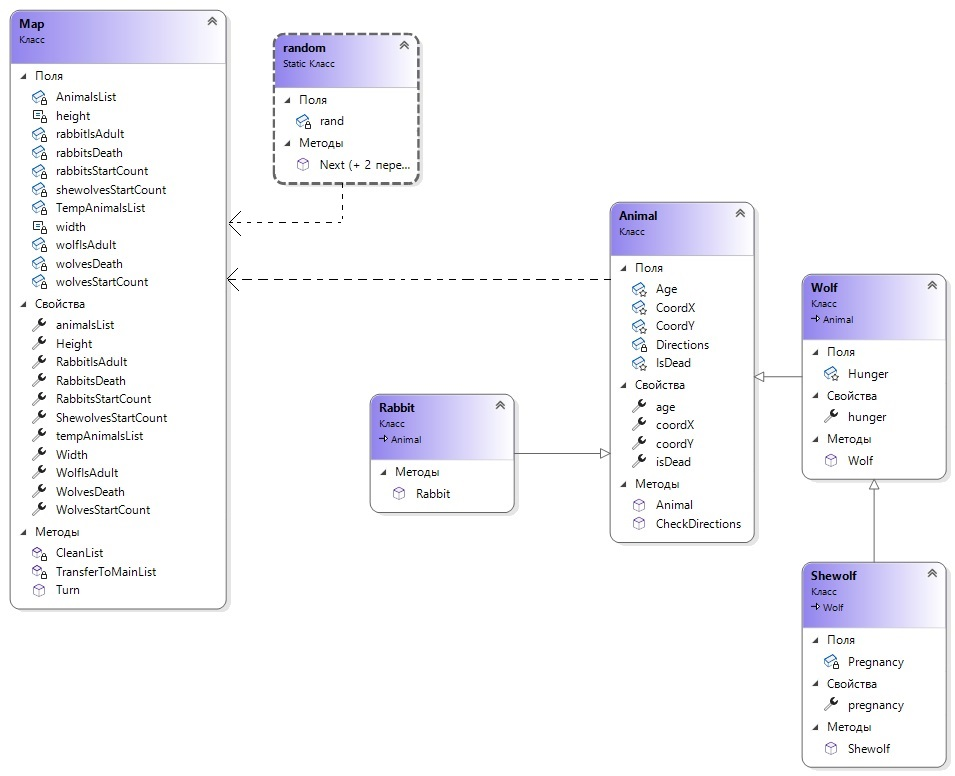 Map
Класс
Поля
AnimalsList
height
rabbitIsAdult
rabbitsDeath
rabbitsStartCount
shewolvesStartCount
TempAnimalsList
width
wolfIsAdult
wolvesDeath
wolvesStartCount
Свойства
animalsList
Height
RabbitIsAdult
RabbitsDeath
RabbitsStartCount
ShewolvesStartCount
tempAnimalsList
Width
WolfIsAdult
WolvesDeath
WolvesStartCount
Методы
CleanList
TransferToMainList
Turn
random
Static Класс
Поля
rand
Методы
Next (+ 2 пере...
Rabbit
Класс
Animal
Методы
Rabbit
Animal
Класс
Поля
Age
CoordX
CoordY
Directions
IsDead
Свойства
age
coordX
coordY
isDead
Методы
Animal
CheckDirections
Wolf
Класс
Animal
Поля
Hunger
Свойства
hunger
Методы
Wolf
Shewolf
Класс
Wolf
Поля
Pregnancy
Свойства
pregnancy
Методы
Shewolf